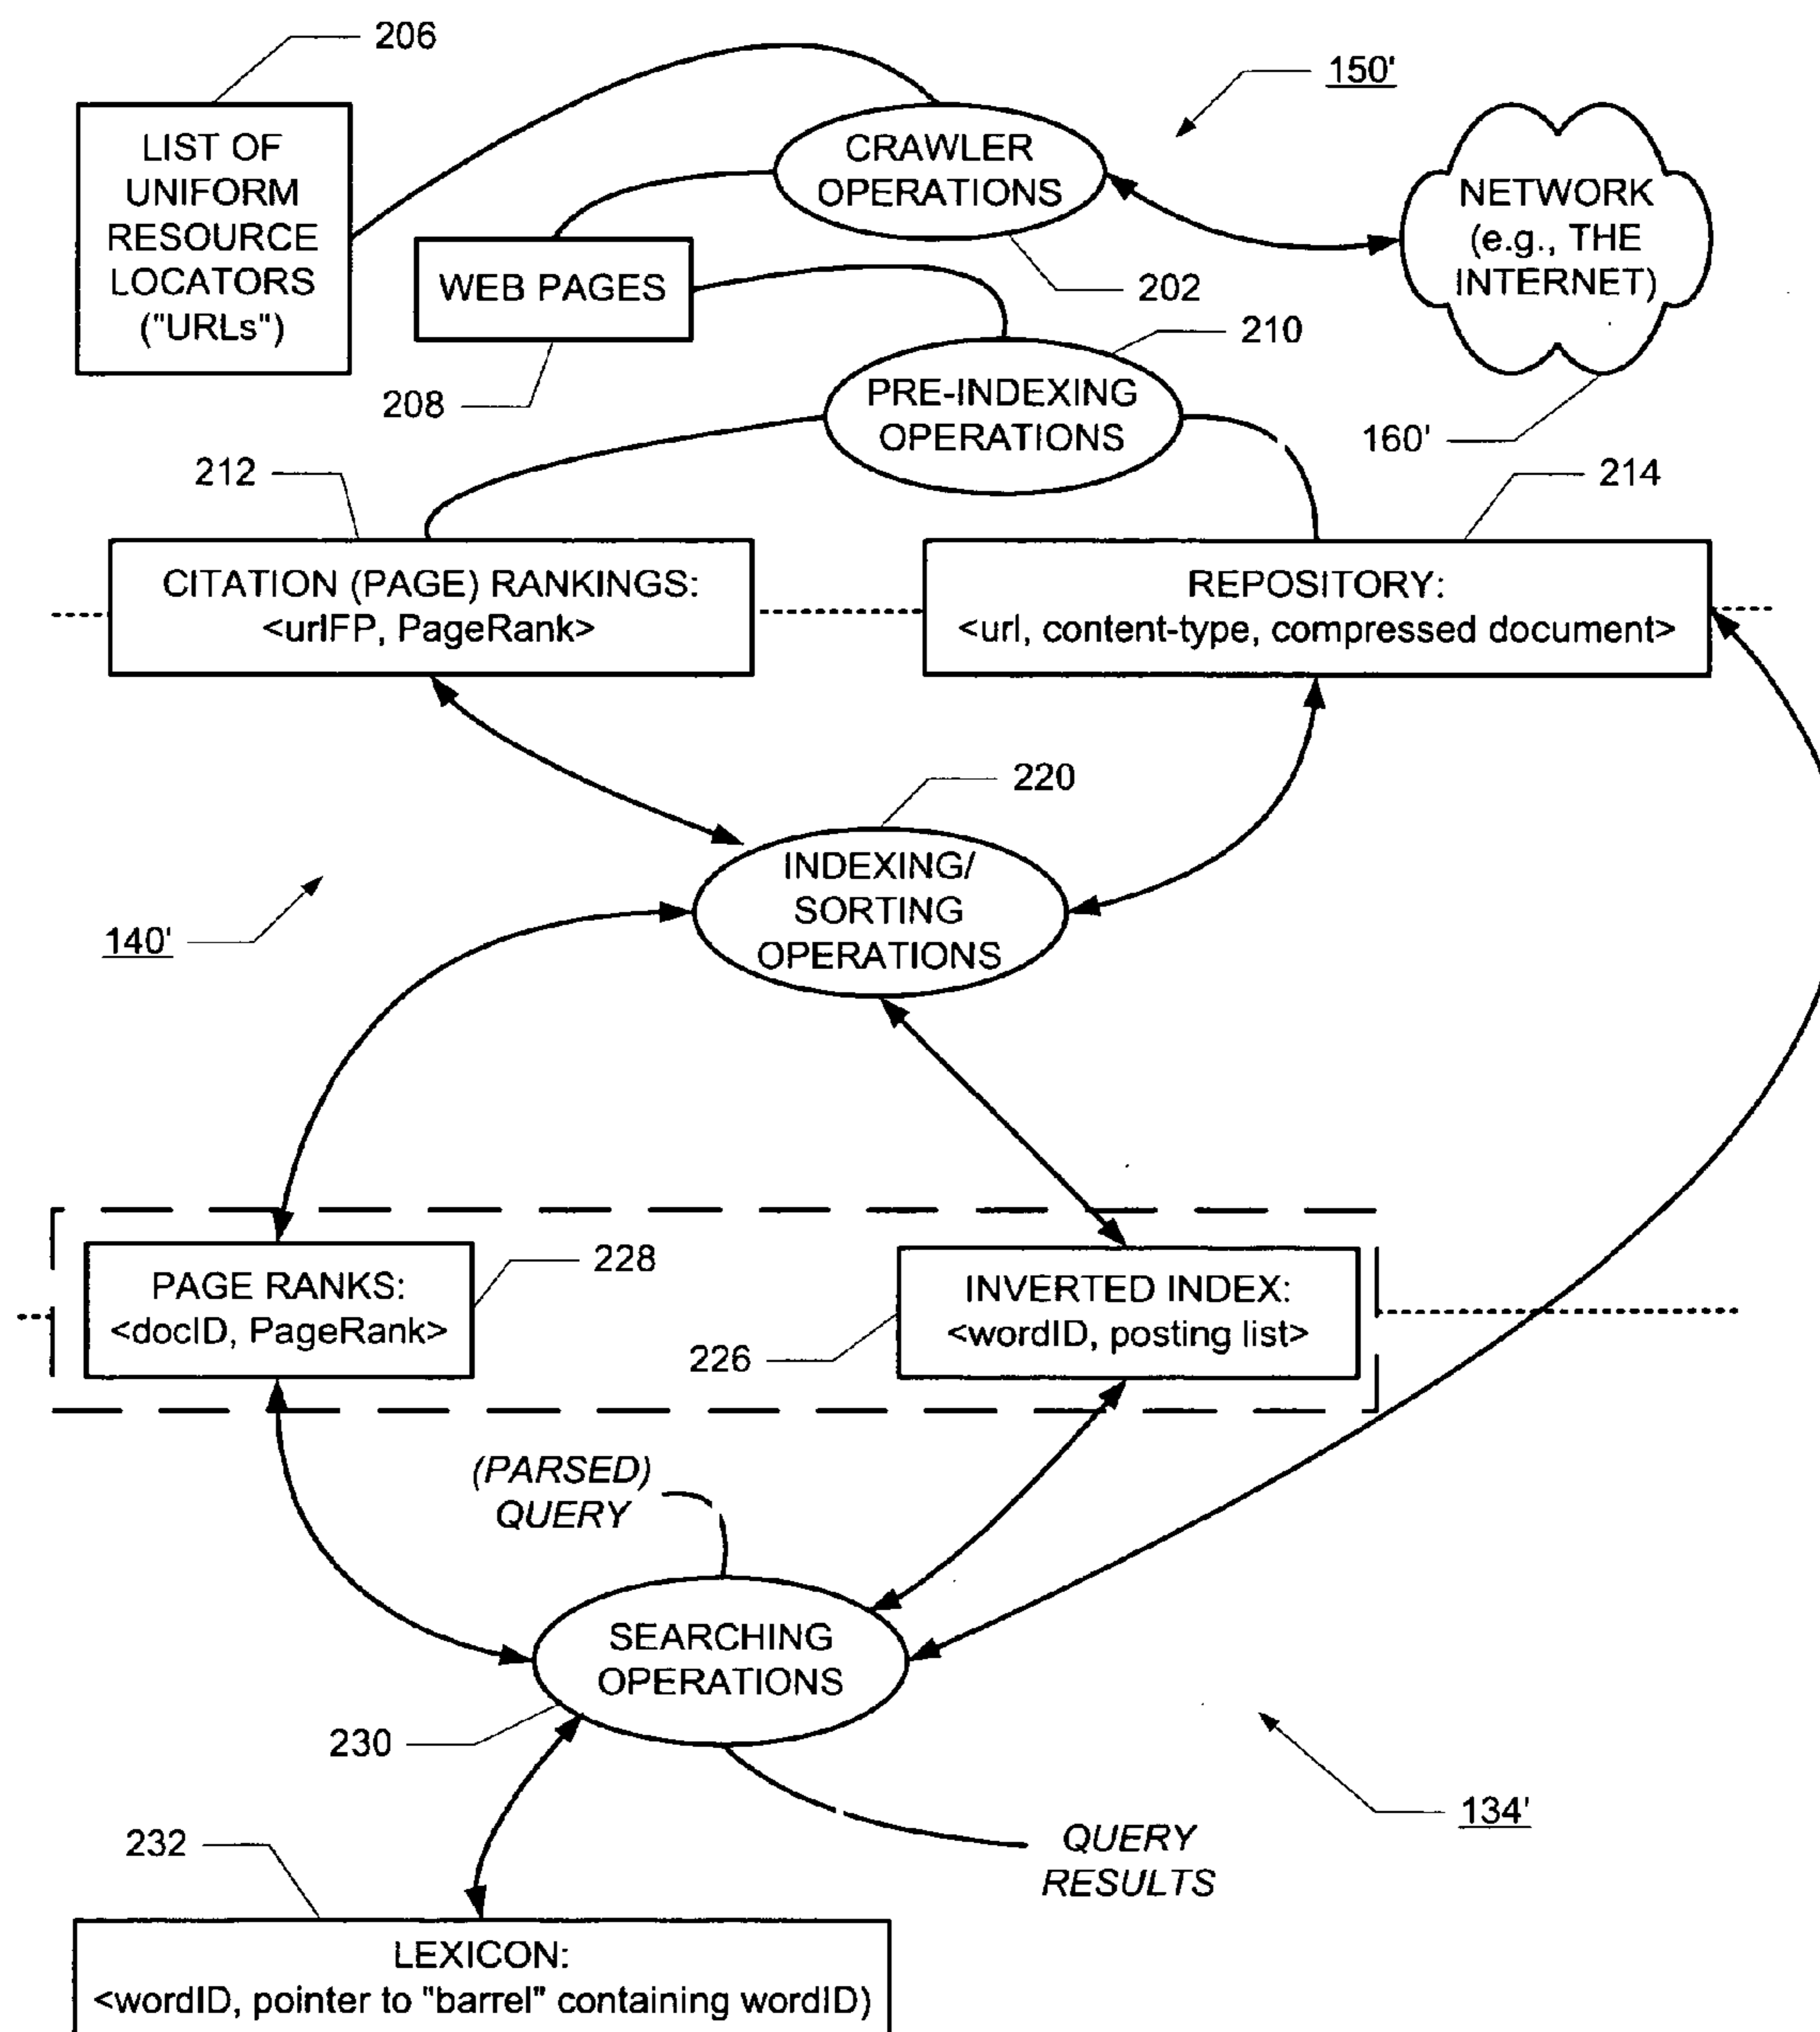 206
150'
LIST OF
UNIFORM
RESOURCE
LOCATORS
("URLs")
CRAWLER
OPERATIONS
NETWORK
(e.g., THE
INTERNET)
WEB PAGES
202
210
208
PRE-INDEXING
OPERATIONS
160'
212
214
CITATION (PAGE) RANKINGS:
<urlFP, PageRank>
REPOSITORY:
<url, content-type, compressed document>
220
INDEXING/
SORTING
OPERATIONS
140'
228
PAGE RANKS:
<docID, PageRank>
INVERTED INDEX:
<wordID, posting list>
226
(PARSED)
QUERY
SEARCHING
OPERATIONS
230
134'
232
QUERY
RESULTS
LEXICON:
<wordID, pointer to "barrel" containing wordID)